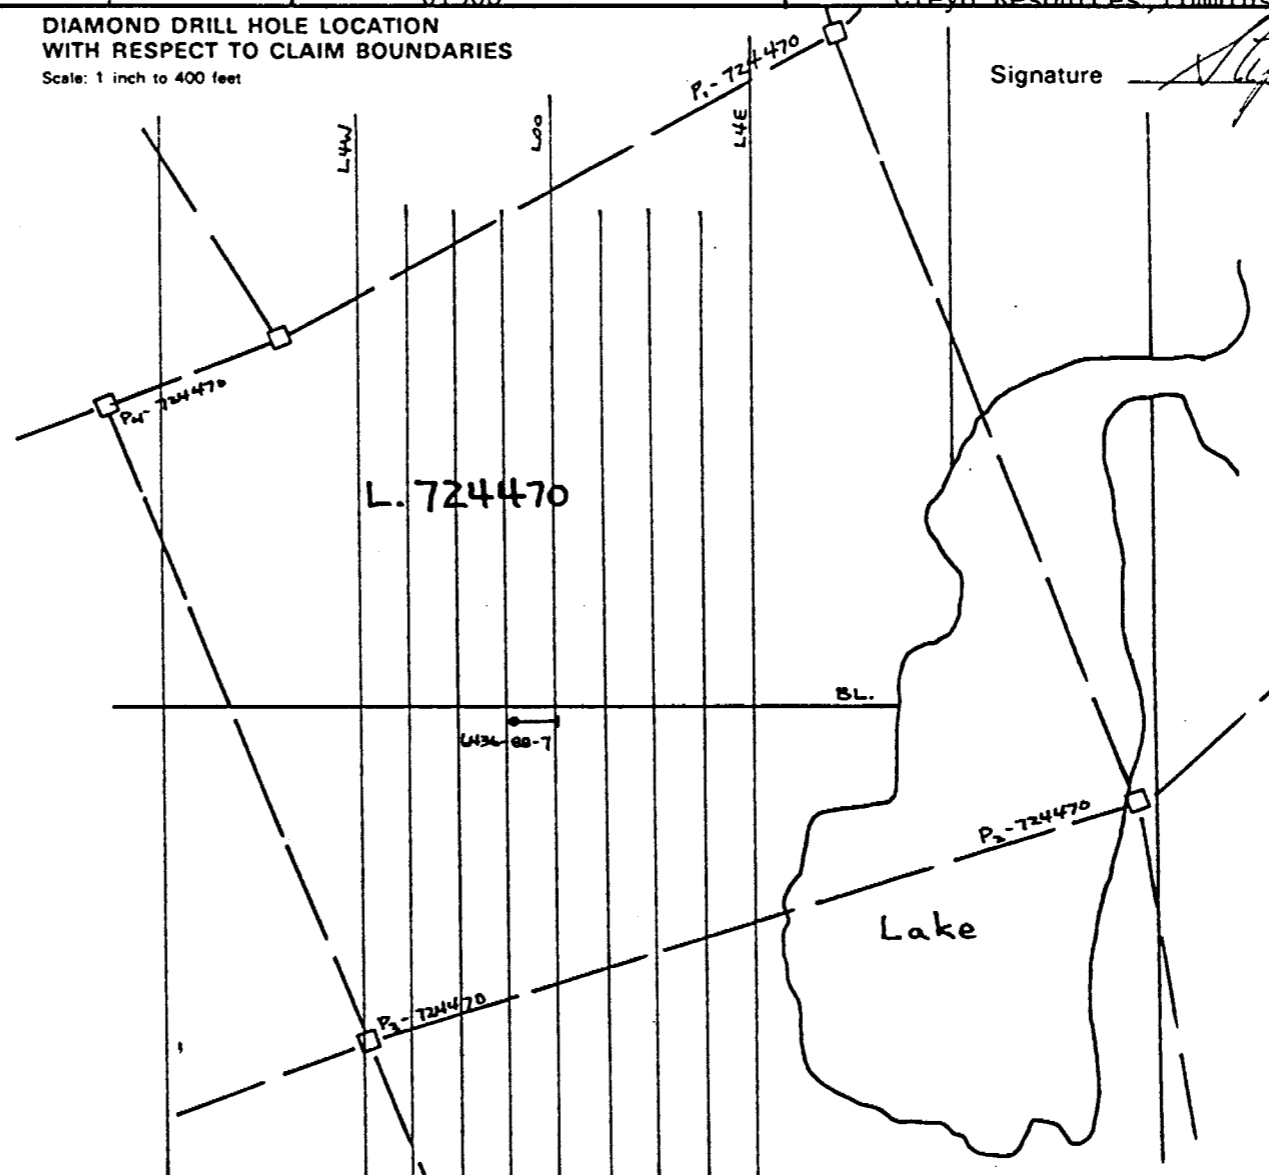 DIAMOND DRILL HOLE LOCATION
WITH RESPECT TO CLAIM BOUNDARIES
Scale: 1 inch to 400 feet
Signature
P₁-724470
L4W
L00
L4E
P₄-724470
L. 724470
BL.
88-7
P₂-724470
Lake
P₃-724470